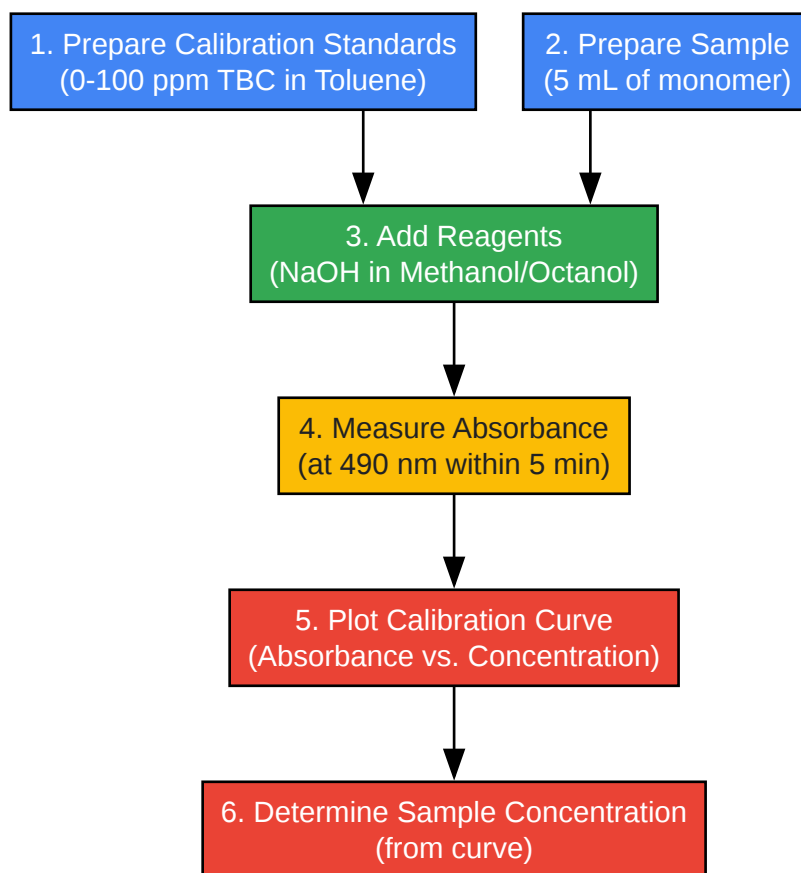 1. Prepare Calibration Standards
(0-100 ppm TBC in Toluene)
2. Prepare Sample
(5 mL of monomer)
3. Add Reagents
(NaOH in Methanol/Octanol)
4. Measure Absorbance
(at 490 nm within 5 min)
5. Plot Calibration Curve
(Absorbance vs. Concentration)
6. Determine Sample Concentration
(from curve)